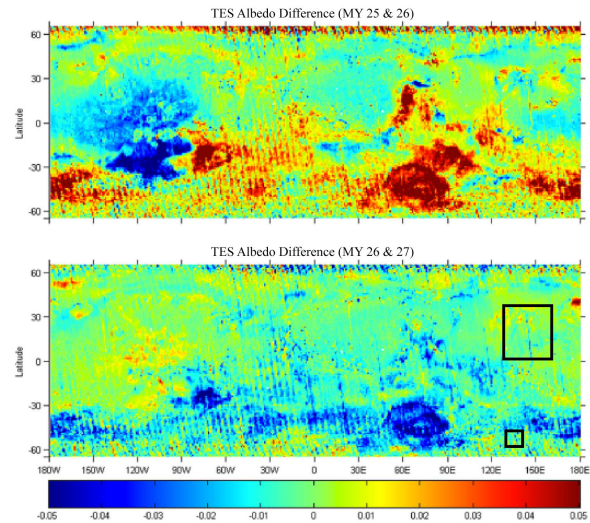 TES Albedo Difference (MY 25 & 26)
60
30
0
-30
-60
Latitude
TES Albedo Difference (MY 26 & 27)
60
30
0
-30
-60
Latitude
180W 150W 120W 90W 60W 30W 0 30E 60E 90E 120E 150E 180E
-0.05 -0.04 -0.03 -0.02 -0.01 0 0.01 0.02 0.03 0.04 0.05